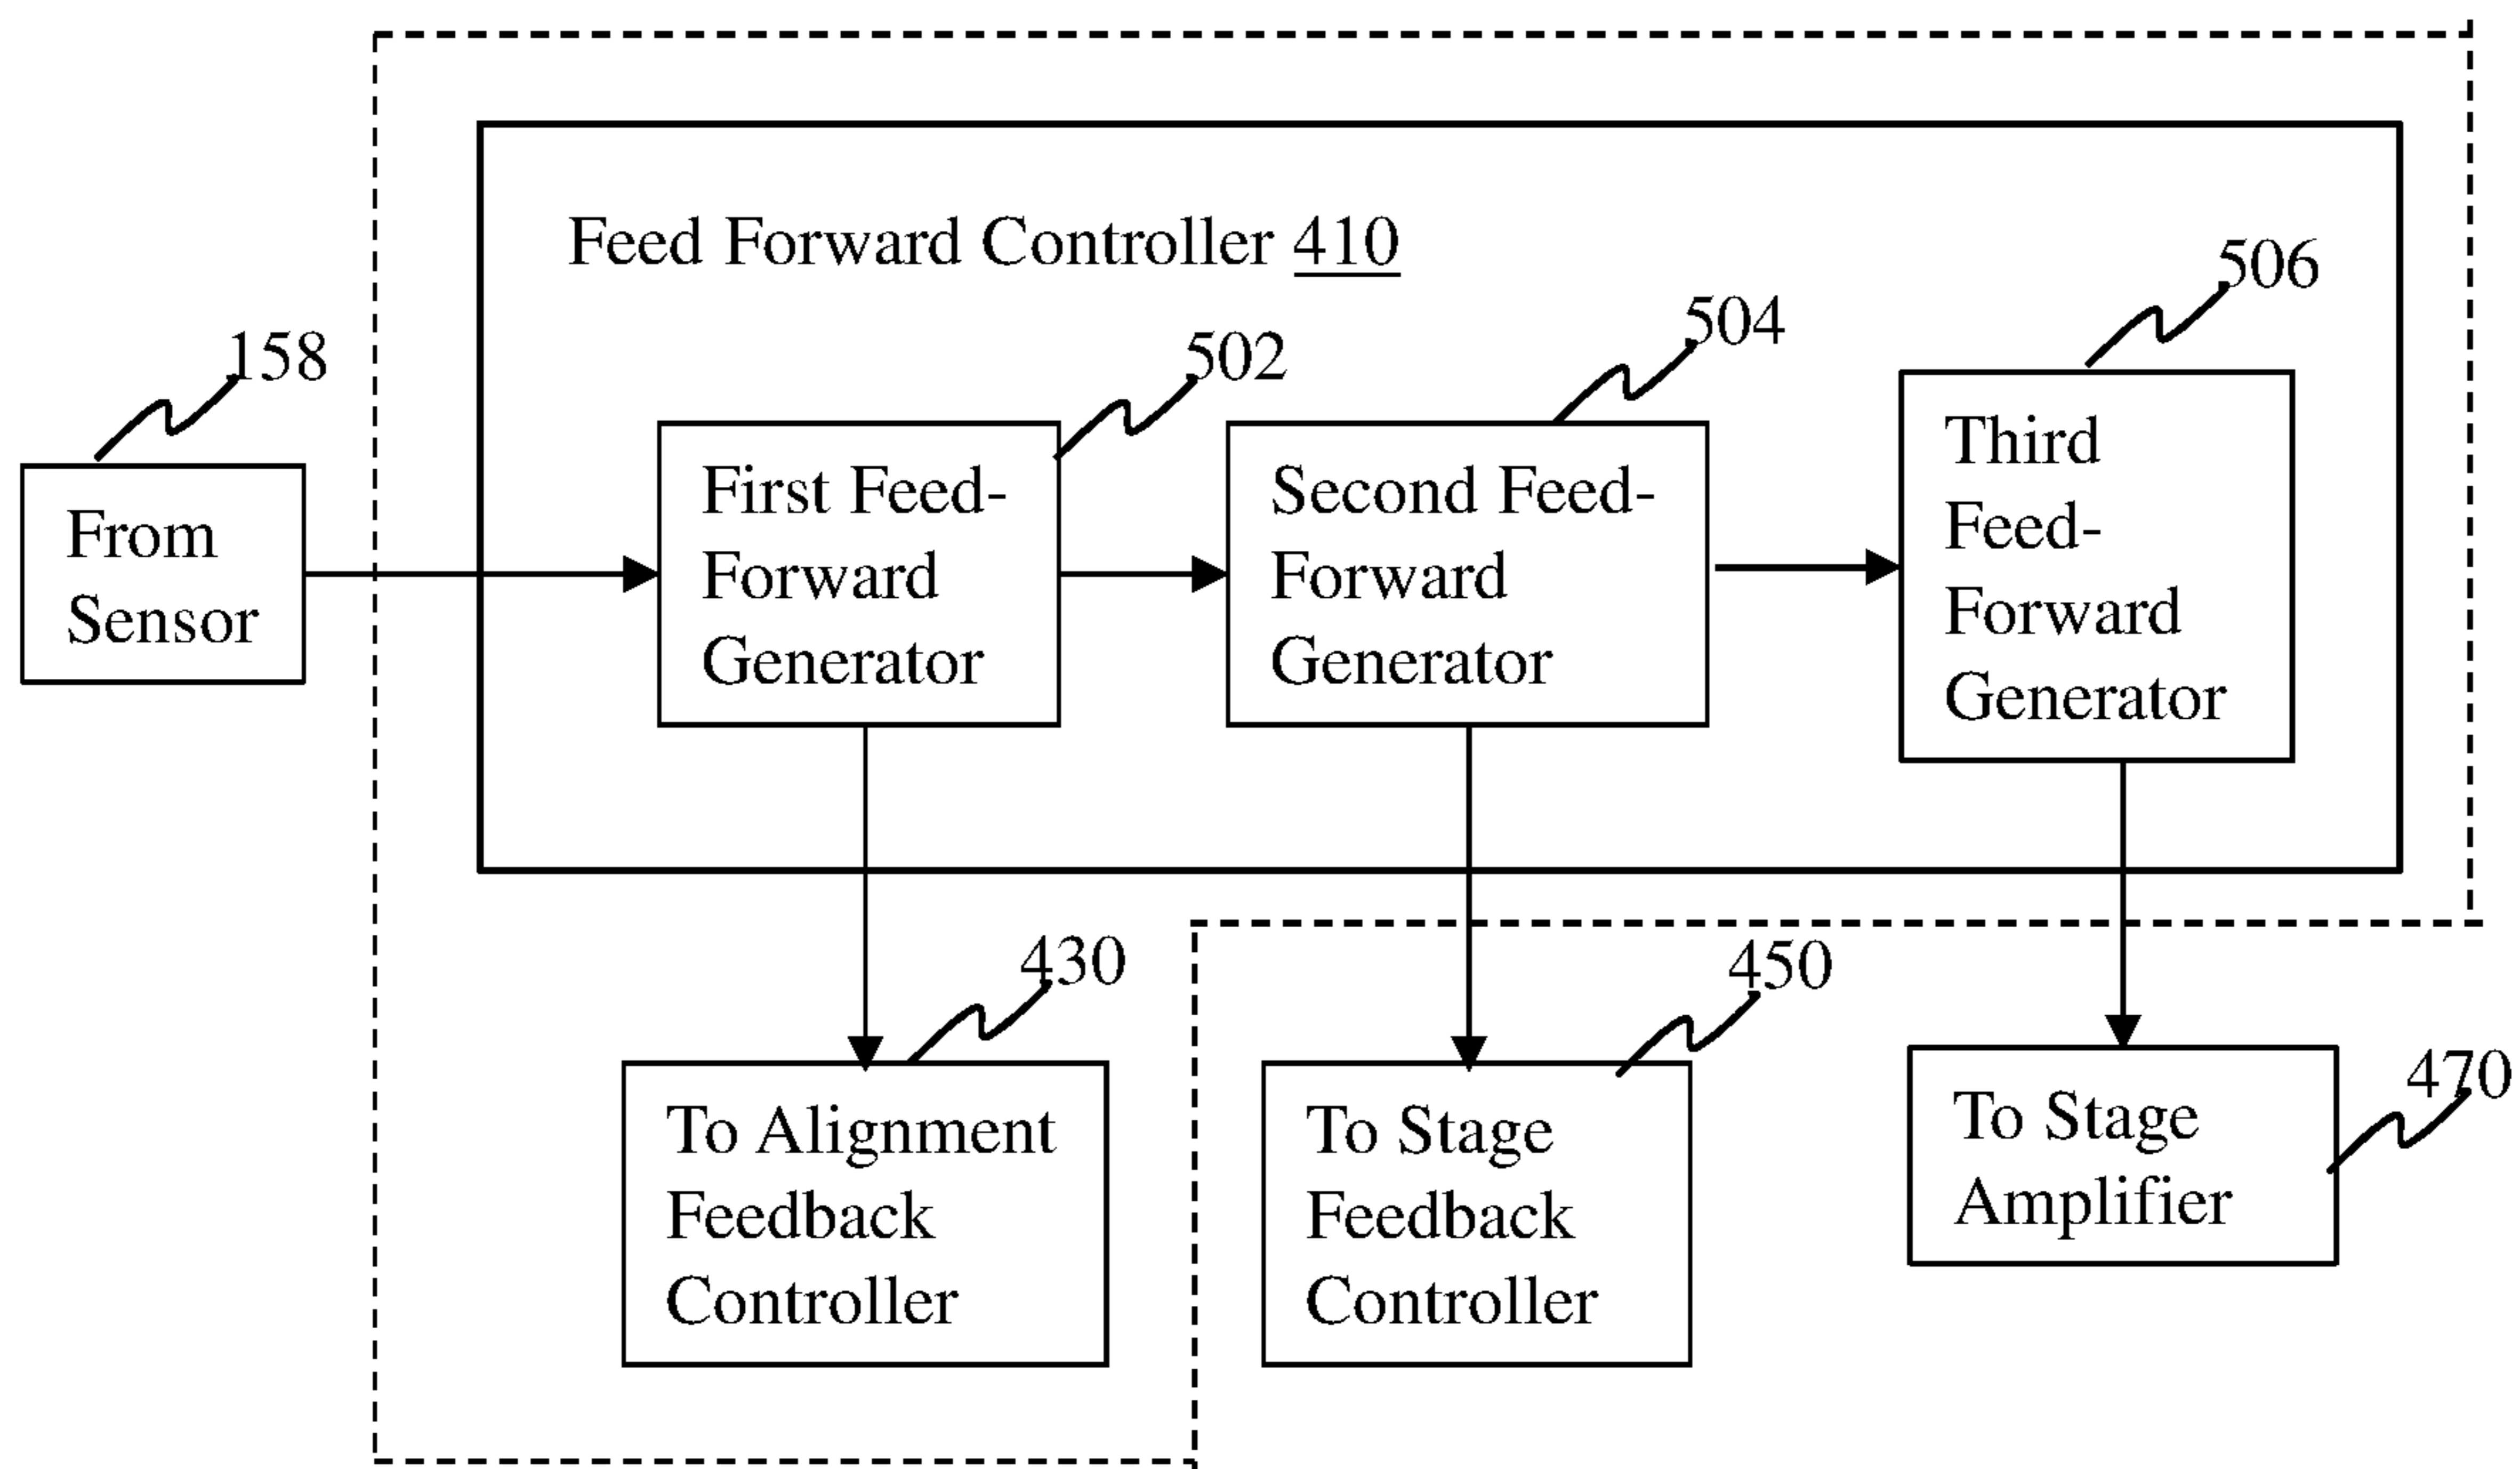 Feed Forward Controller 410
506
504
158
502
From
Sensor
First Feed-
Forward
Generator
Second Feed-
Forward
Generator
Third
Feed-
Forward
Generator
430
450
470
To Alignment
Feedback
Controller
To Stage
Feedback
Controller
To Stage
Amplifier